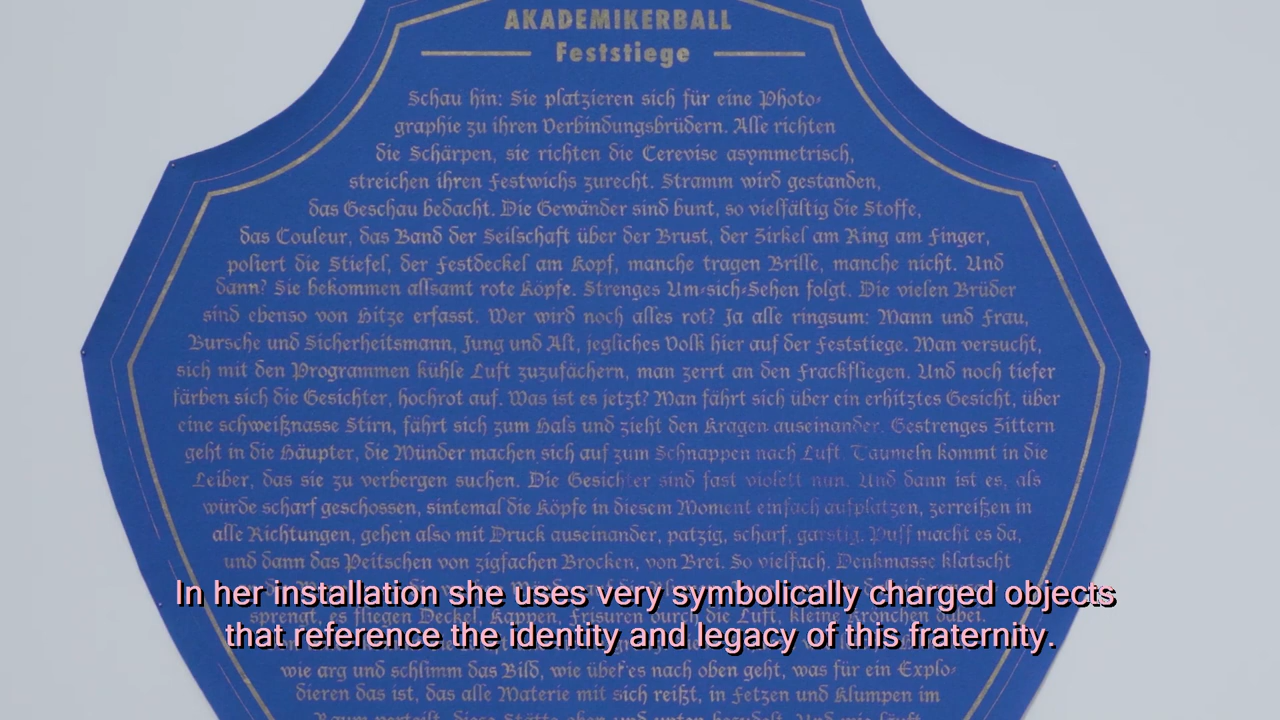 AKADEMIKERBALL
Feststiege
Schau hin: Sie platzieren sich für eine Photo-
graphie zu ihren Verbindungsbrüdern. Alle richten
die Schärpen, sie richten die Cerevise asymmetrisch,
streichen ihren Festwichs zurecht. Stramm wird gestanden,
das Geschau bedacht. Die Gewänder sind bunt, so vielfältig die Stoffe,
das Couleur, das Band der Seilschaft über der Brust, der Zirkel am Ring am Finger,
poliert die Stiefel, der Festdeckel am Kopf, manche tragen Brille, manche nicht. Und
dann? Sie bekommen allsamt rote Köpfe. Strenges Um-sich-Sehen folgt. Die vielen Brüder
sind ebenso von Hitze erfasst. Wer wird noch alles rot? Ja alle ringsum: Mann und Frau,
Bursche und Sicherheitsmann, Jung und Alt, jegliches Volk hier auf der Feststiege. Man versucht,
sich mit den Programmen kühle Luft zuzufächern, man zerrt an den Frackfliegen. Und noch tiefer
färben sich die Gesichter, hochrot auf. Was ist es jetzt? Man fährt sich über ein erhitztes Gesicht, über
eine schweißnasse Stirn, fährt sich zum Hals und zieht den Kragen auseinander. Gestrenges Zittern
geht in die Häupter, die Münder machen sich auf zum Schnappen nach Luft. Taumeln kommt in die
Leiber, das sie zu verbergen suchen. Die Gesichter sind fast violett nun. Und dann ist es, als
würde scharf geschossen, sintemal die Köpfe in diesem Moment einfach aufplatzen, zerreißen in
alle Richtungen, gehen also mit Druck auseinander, patzig, scharf, garstig. Puff macht es da,
und dann das Peitschen von zigfachen Brocken, von Brei. So vielfach. Denkmasse klatscht
In her installation she uses very symbolically charged objects
sprengt, es fliegen Deckel, Kappen, Frisuren durch die Luft, kleine Krönchen dabei.
that reference the identity and legacy of this fraternity.
wie arg und schlimm das Bild, wie übel es nach oben geht, was für ein Explo-
dieren das ist, das alle Materie mit sich reißt, in Fetzen und Klumpen im